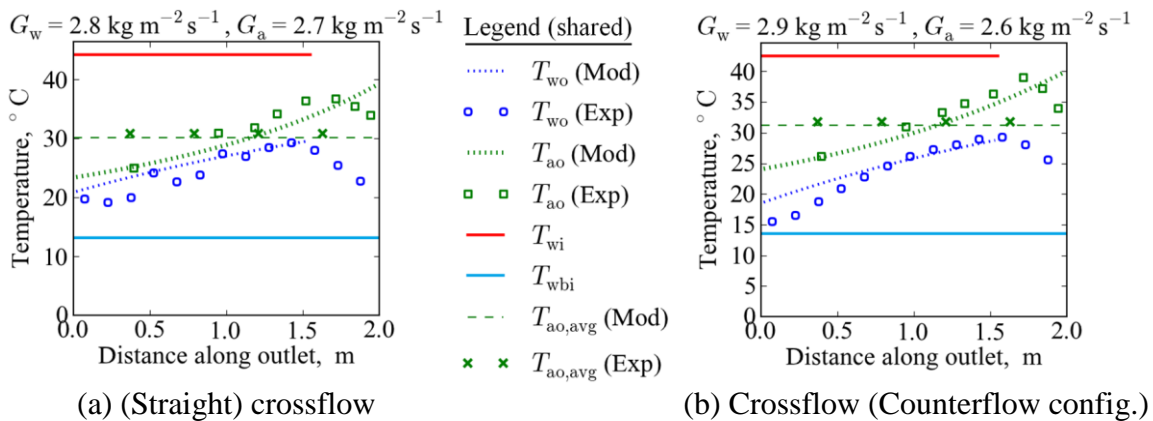 G_w = 2.8 kg m⁻² s⁻¹ , G_a = 2.7 kg m⁻² s⁻¹
40
30
20
10
0
Temperature, °C
0.0 0.5 1.0 1.5 2.0
Distance along outlet, m
(a) (Straight) crossflow
Legend (shared)
T_wo (Mod)
T_wo (Exp)
T_ao (Mod)
T_ao (Exp)
T_wi
T_wbi
T_ao,avg (Mod)
T_ao,avg (Exp)
G_w = 2.9 kg m⁻² s⁻¹ , G_a = 2.6 kg m⁻² s⁻¹
40
35
30
25
20
15
10
5
0
Temperature, °C
0.0 0.5 1.0 1.5 2.0
Distance along outlet, m
(b) Crossflow (Counterflow config.)